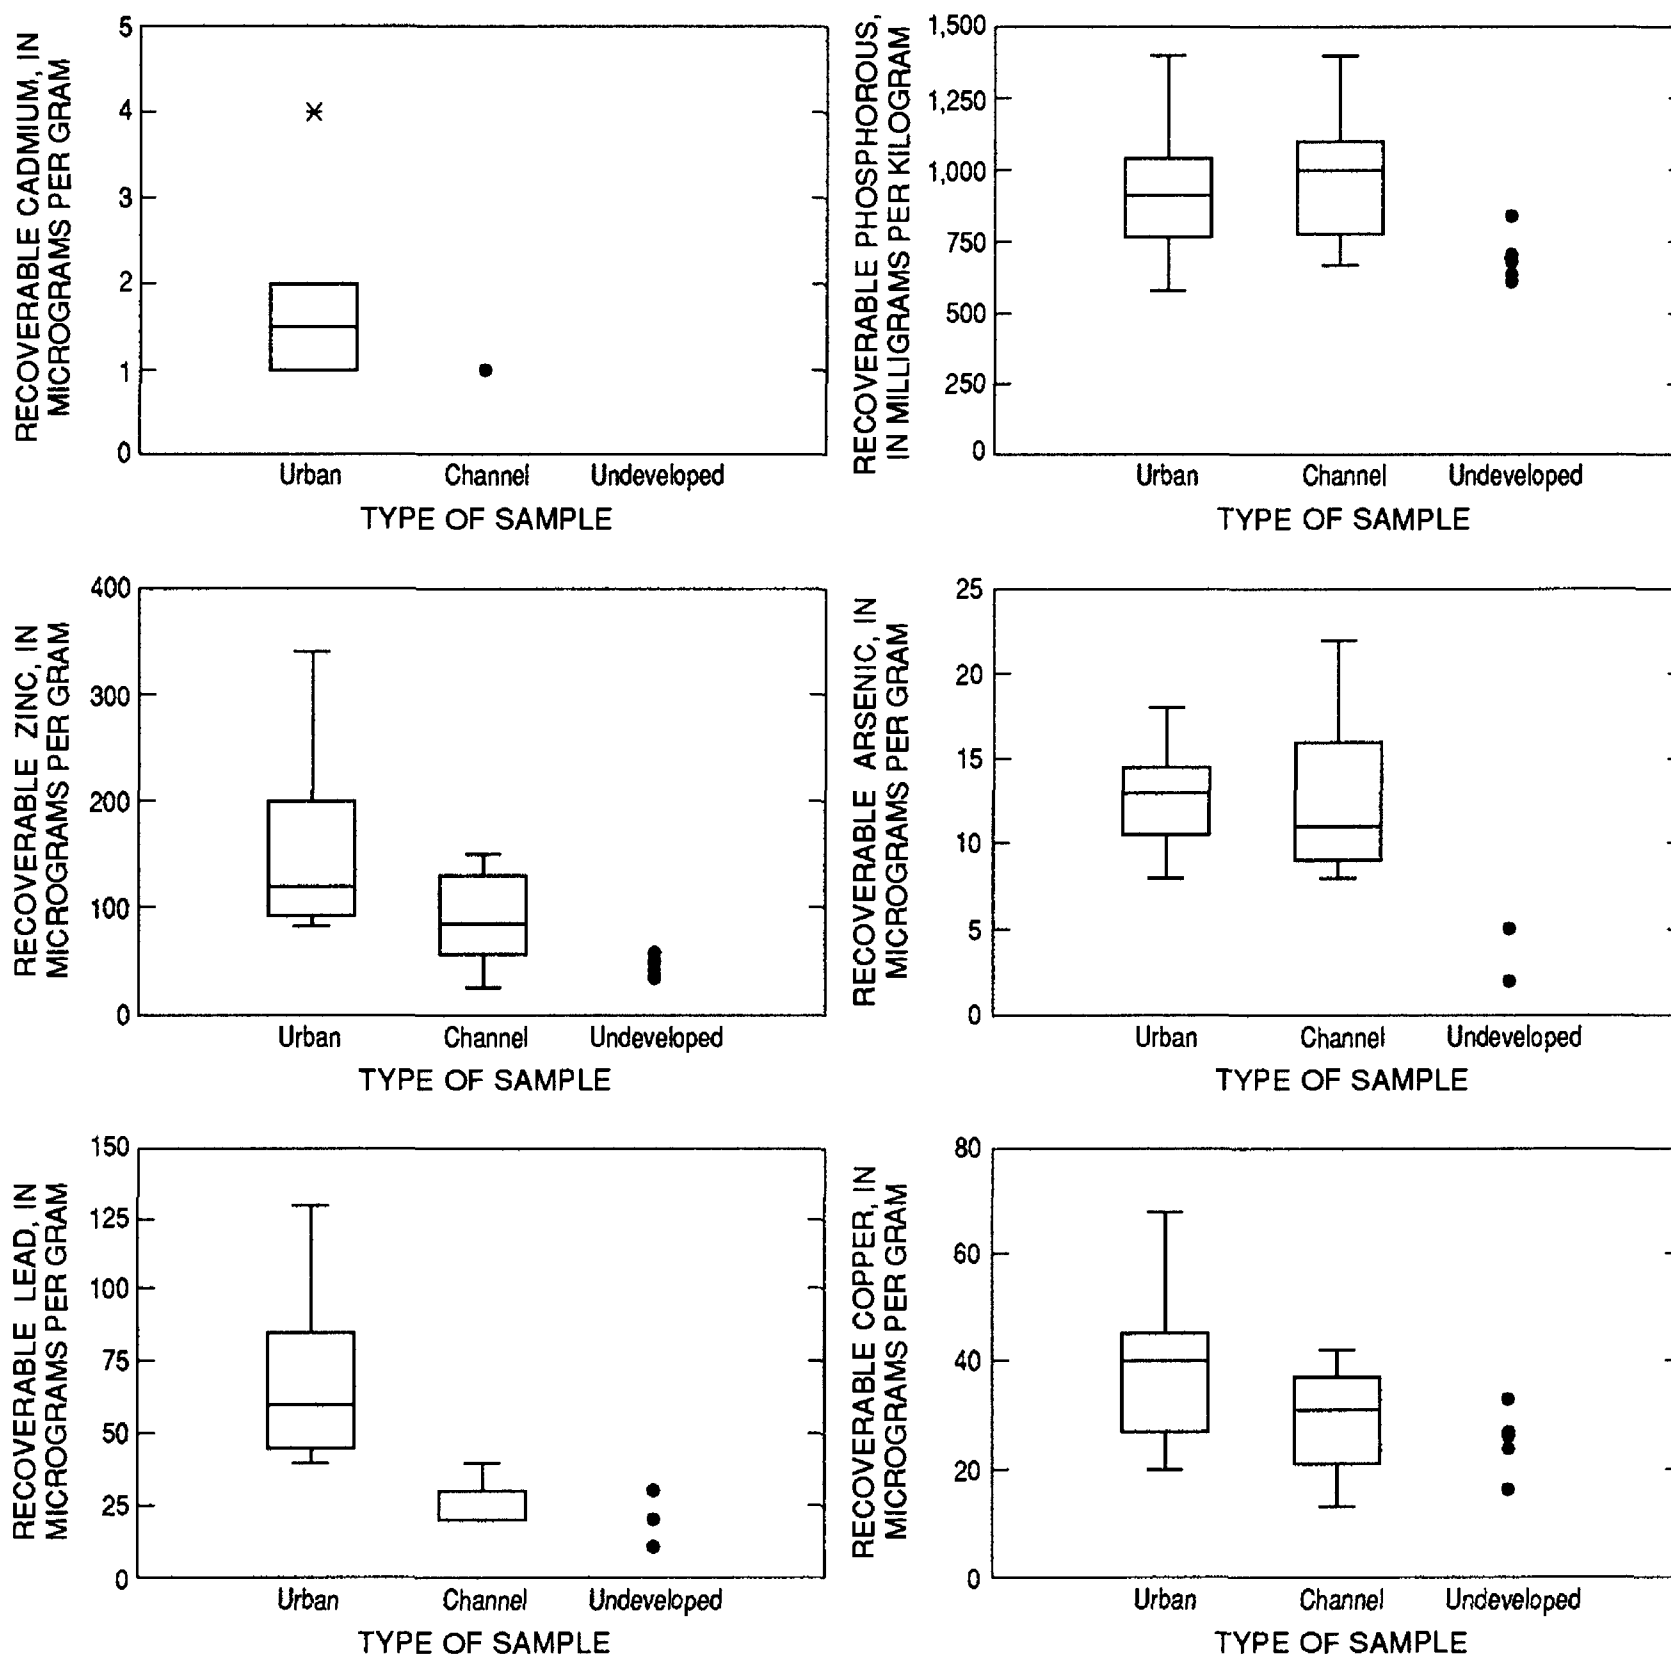 RECOVERABLE CADMIUM, IN
MICROGRAMS PER GRAM
5
4
3
2
1
0
Urban Channel Undeveloped
TYPE OF SAMPLE
RECOVERABLE PHOSPHOROUS,
IN MILLIGRAMS PER KILOGRAM
1,500
1,250
1,000
750
500
250
0
Urban Channel Undeveloped
TYPE OF SAMPLE
RECOVERABLE ZINC, IN
MICROGRAMS PER GRAM
400
300
200
100
0
Urban Channel Undeveloped
TYPE OF SAMPLE
RECOVERABLE ARSENIC, IN
MICROGRAMS PER GRAM
25
20
15
10
5
0
Urban Channel Undeveloped
TYPE OF SAMPLE
RECOVERABLE LEAD, IN
MICROGRAMS PER GRAM
150
125
100
75
50
25
0
Urban Channel Undeveloped
TYPE OF SAMPLE
RECOVERABLE COPPER, IN
MICROGRAMS PER GRAM
80
60
40
20
0
Urban Channel Undeveloped
TYPE OF SAMPLE